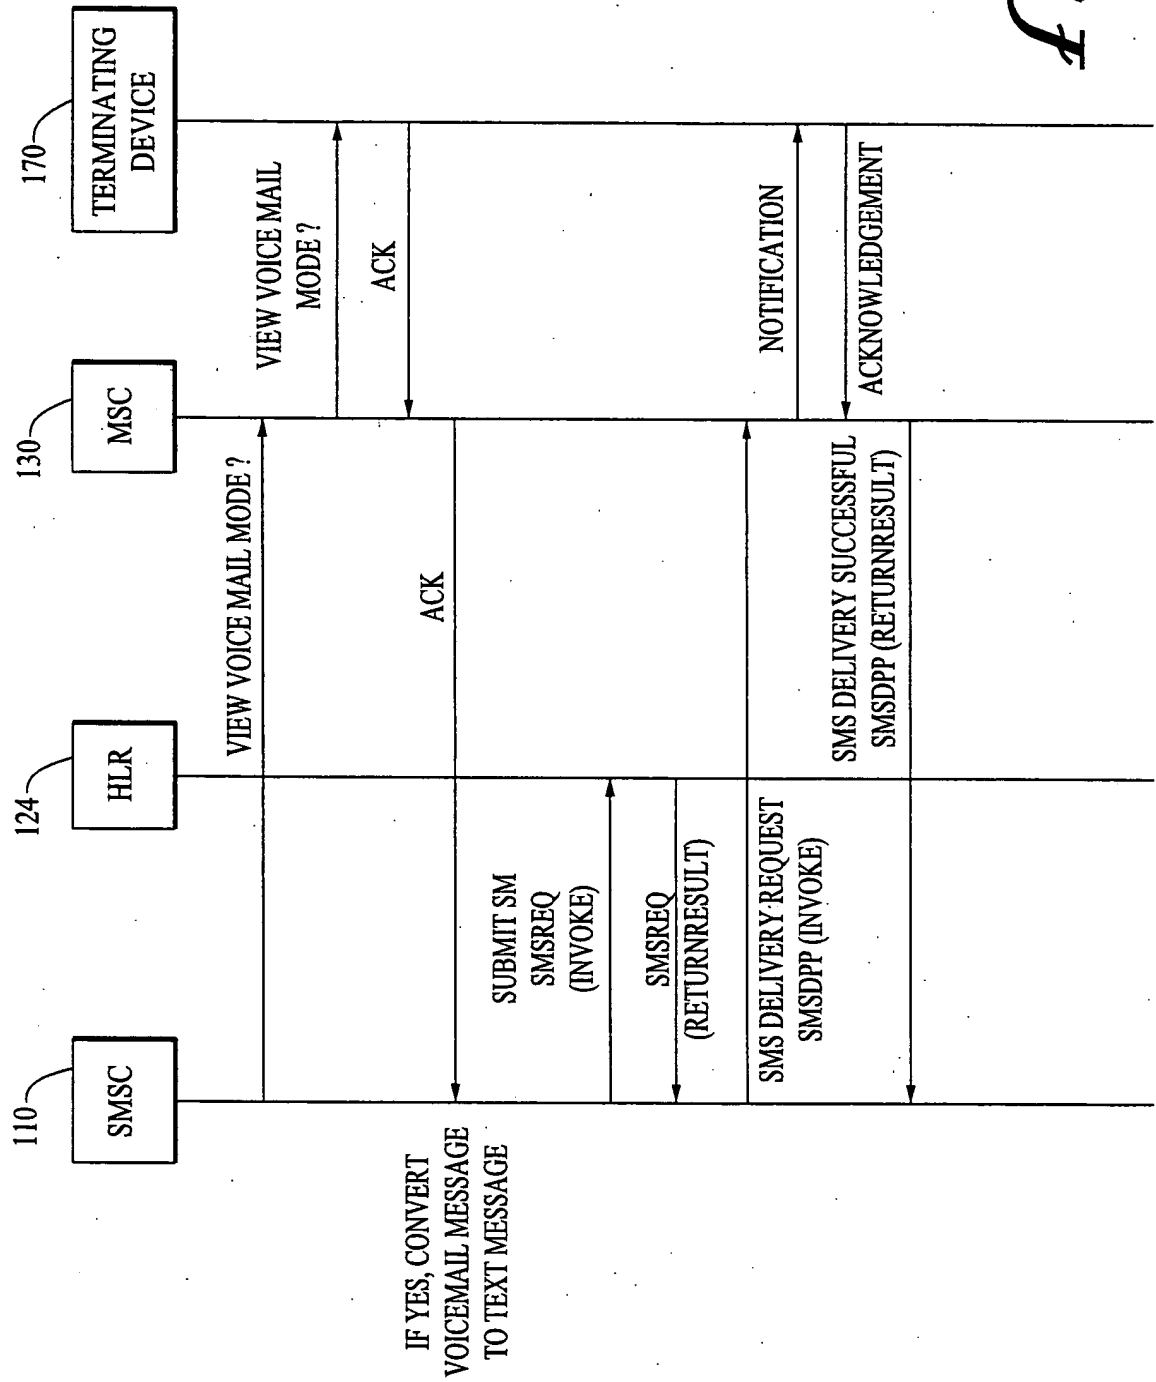 110
SMSC
124
HLR
130
MSC
170
TERMINATING
DEVICE
VIEW VOICE MAIL MODE ?
VIEW VOICE MAIL
MODE ?
ACK
ACK
IF YES, CONVERT
VOICEMAIL MESSAGE
TO TEXT MESSAGE
SUBMIT SM
SMSREQ
(INVOKE)
SMSREQ
(RETURNRESULT)
SMS DELIVERY REQUEST
SMSDPP (INVOKE)
NOTIFICATION
ACKNOWLEDGEMENT
SMS DELIVERY SUCCESSFUL
SMSDPP (RETURNRESULT)